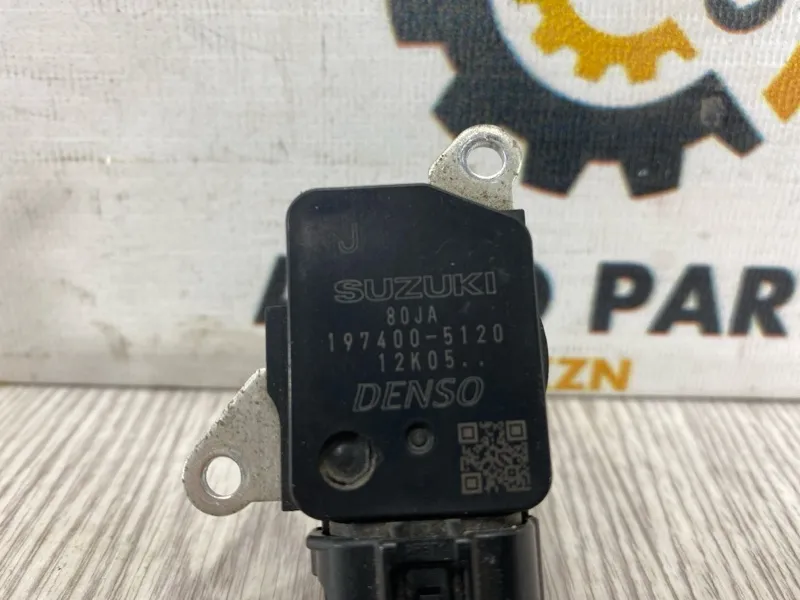 J
SUZUKI
80JA
197400-5120
12K05..
DENSO
PAR
ZN